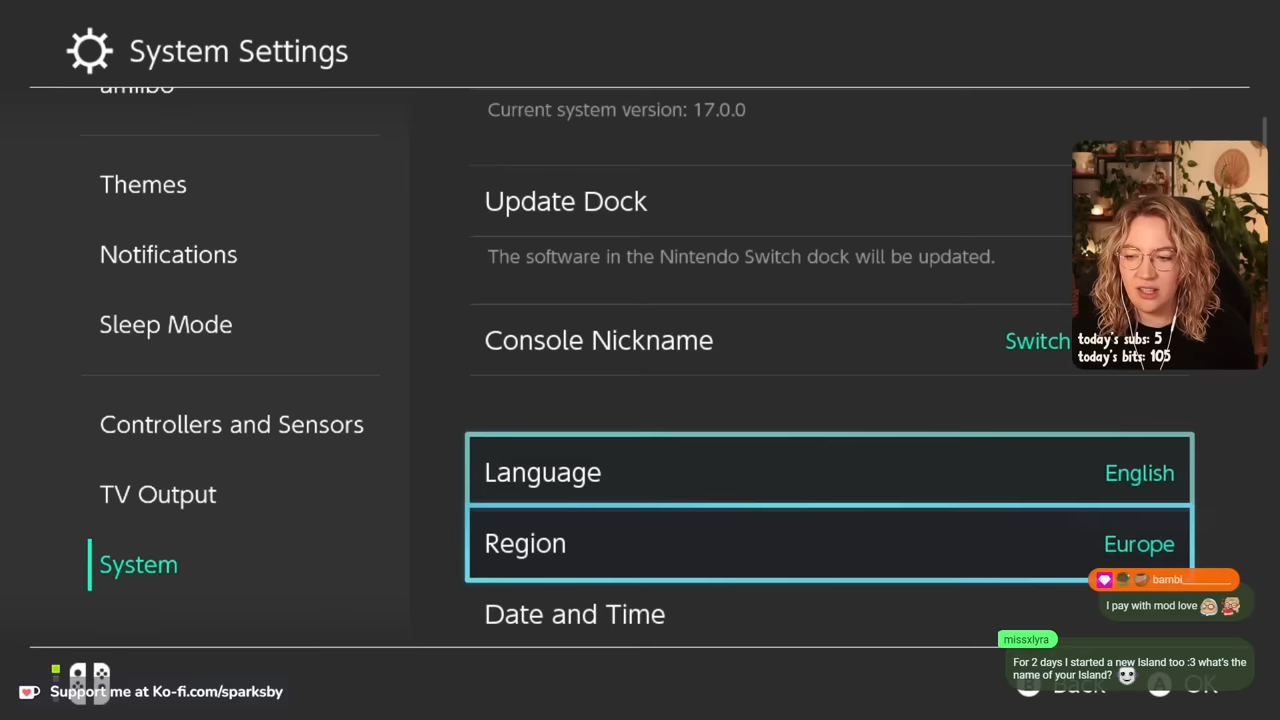 System Settings
amiibo
Current system version: 17.0.0
Themes
Update Dock
Notifications
The software in the Nintendo Switch dock will be updated.
Sleep Mode
Console Nickname
Switch
today's subs: 5
today's bits: 105
Controllers and Sensors
Language
English
TV Output
Region
Europe
System
bambi_
I pay with mod love
Date and Time
missxlyra
For 2 days I started a new Island too :3 what's the
name of your Island?
Support me at Ko-fi.com/sparksby
Back
OK